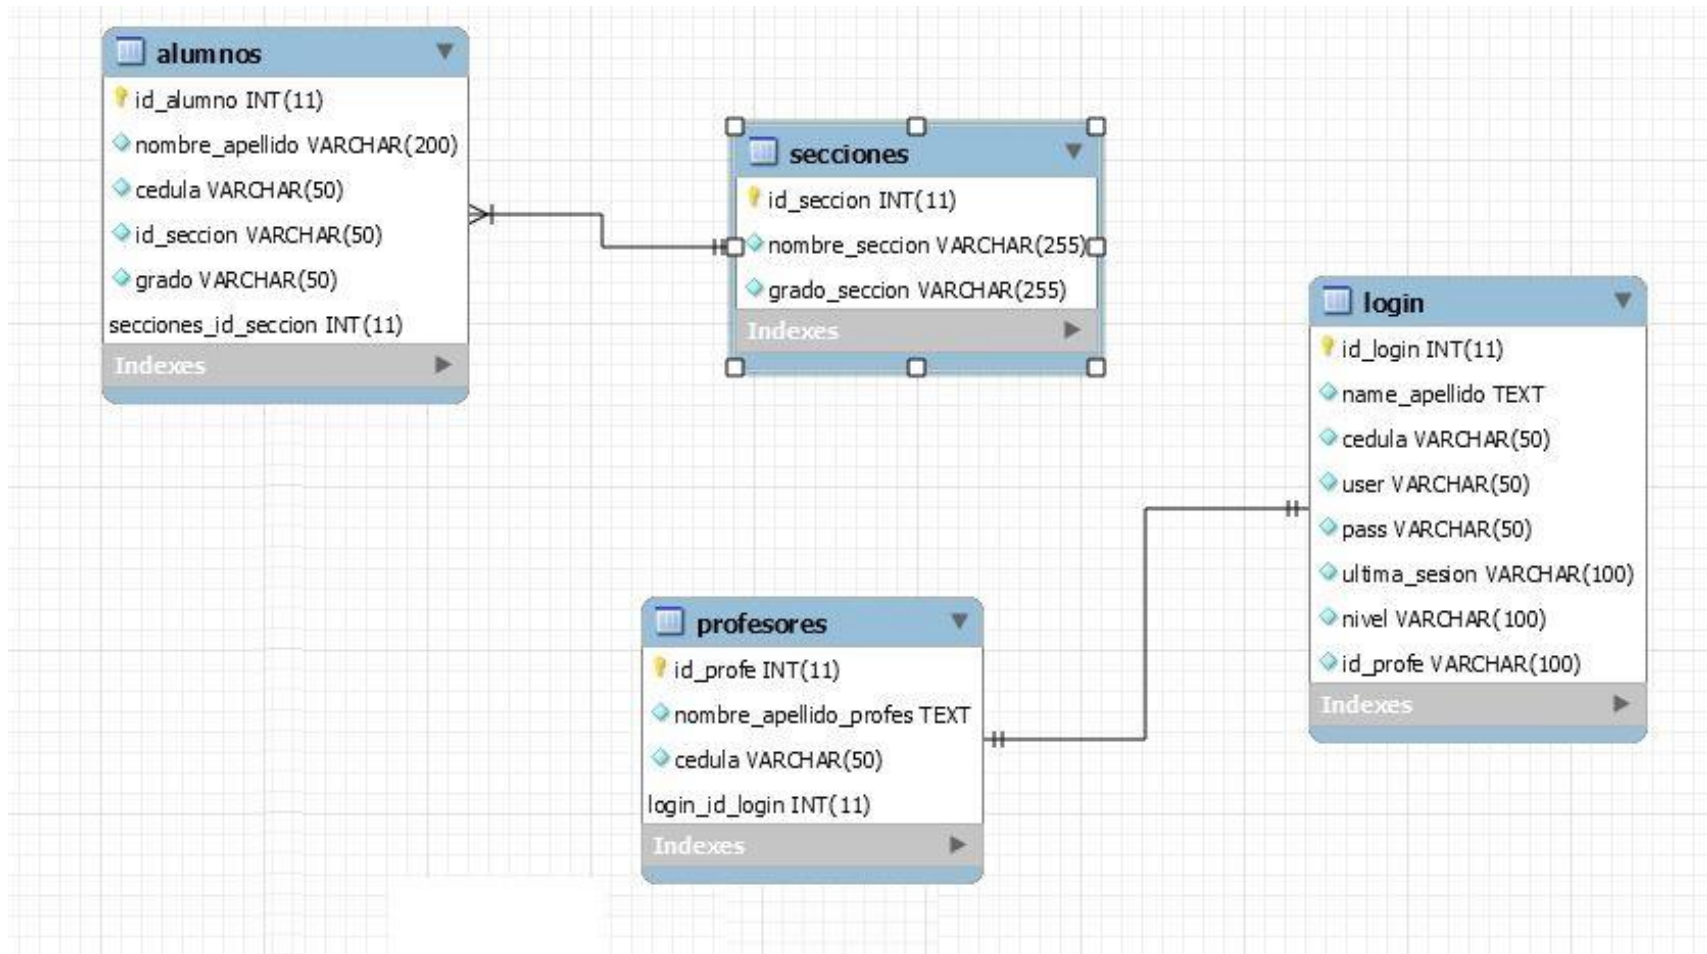 alumnos
id_alumno INT(11)
nombre_apellido VARCHAR(200)
cedula VARCHAR(50)
id_seccion VARCHAR(50)
grado VARCHAR(50)
secciones_id_seccion INT(11)
Indexes
secciones
id_seccion INT(11)
nombre_seccion VARCHAR(255)
grado_seccion VARCHAR(255)
Indexes
login
id_login INT(11)
name_apellido TEXT
cedula VARCHAR(50)
user VARCHAR(50)
pass VARCHAR(50)
ultima_sesion VARCHAR(100)
nivel VARCHAR(100)
id_profe VARCHAR(100)
Indexes
profesores
id_profe INT(11)
nombre_apellido_profes TEXT
cedula VARCHAR(50)
login_id_login INT(11)
Indexes